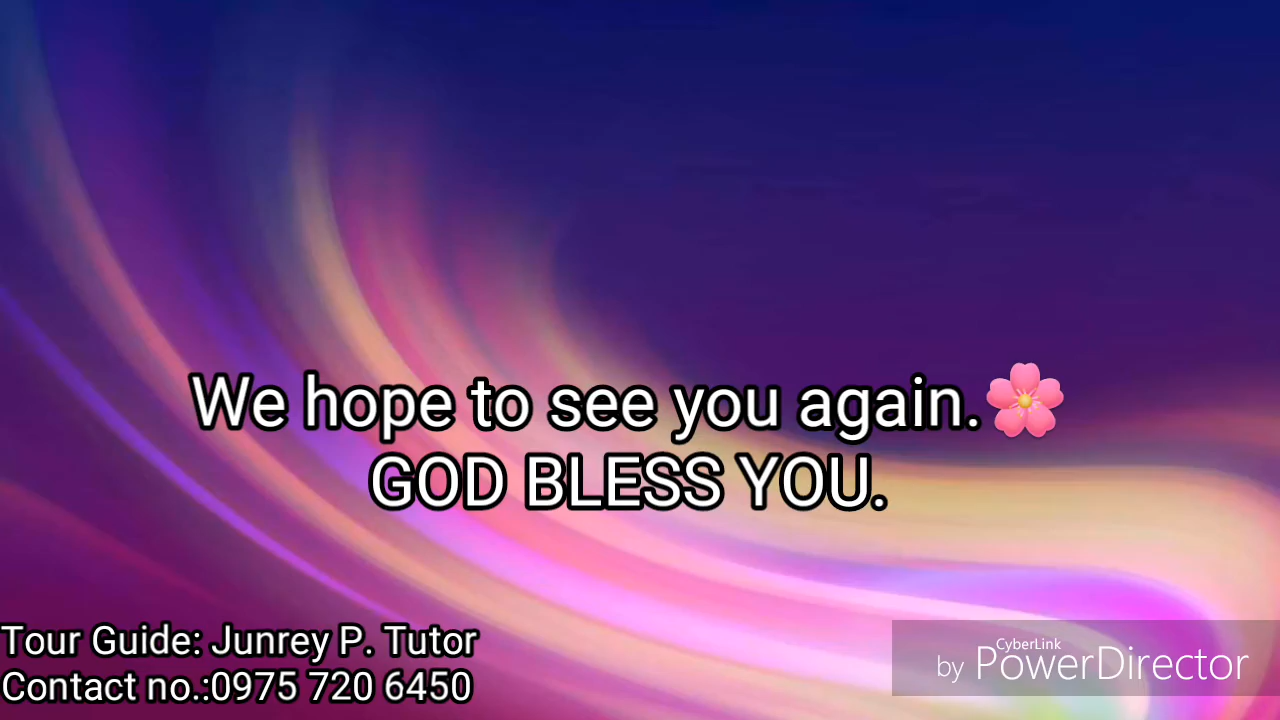 We hope to see you again.🌸
GOD BLESS YOU.
Tour Guide: Junrey P. Tutor
Contact no.:0975 720 6450
CyberLink
by PowerDirector